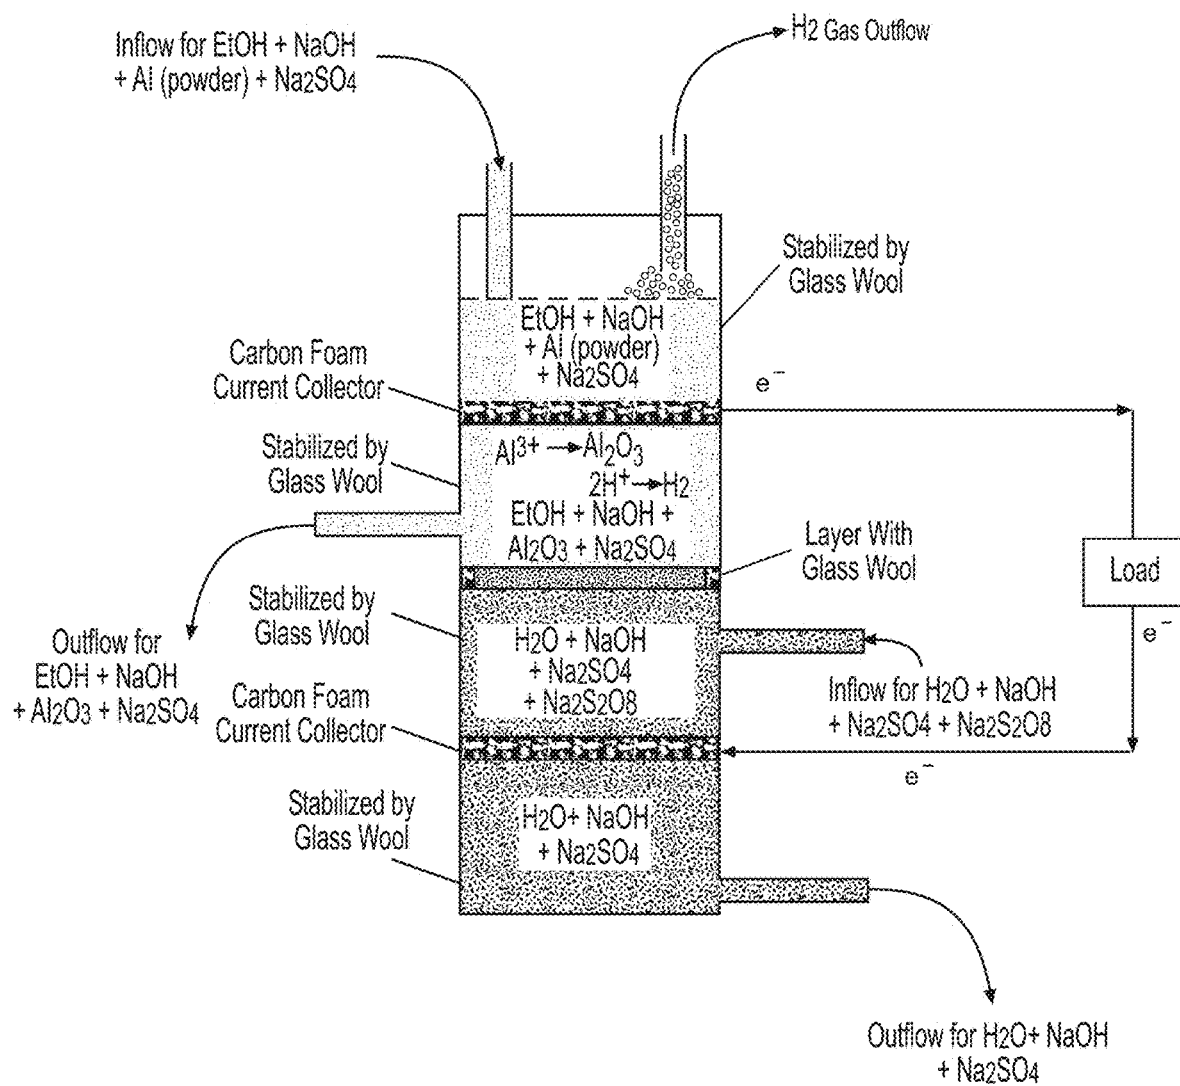 Inflow for EtOH + NaOH
+ Al (powder) + Na2SO4
H2 Gas Outflow
Stabilized by
Glass Wool
EtOH + NaOH
+ Al (powder)
+ Na2SO4
Carbon Foam
Current Collector
e⁻
Stabilized by
Glass Wool
Al³⁺ → Al₂O₃
2H⁺ → H₂
EtOH + NaOH +
Al₂O₃ + Na₂SO₄
Layer With
Glass Wool
Load
e⁻
Outflow for
EtOH + NaOH
+ Al₂O₃ + Na₂SO₄
Stabilized by
Glass Wool
H₂O + NaOH
+ Na₂SO4
+ Na₂S₂O8
Inflow for H₂O + NaOH
+ Na2SO4 + Na2S2O8
Carbon Foam
Current Collector
e⁻
Stabilized by
Glass Wool
H₂O+ NaOH
+ Na₂SO₄
Outflow for H₂O+ NaOH
+ Na₂SO₄